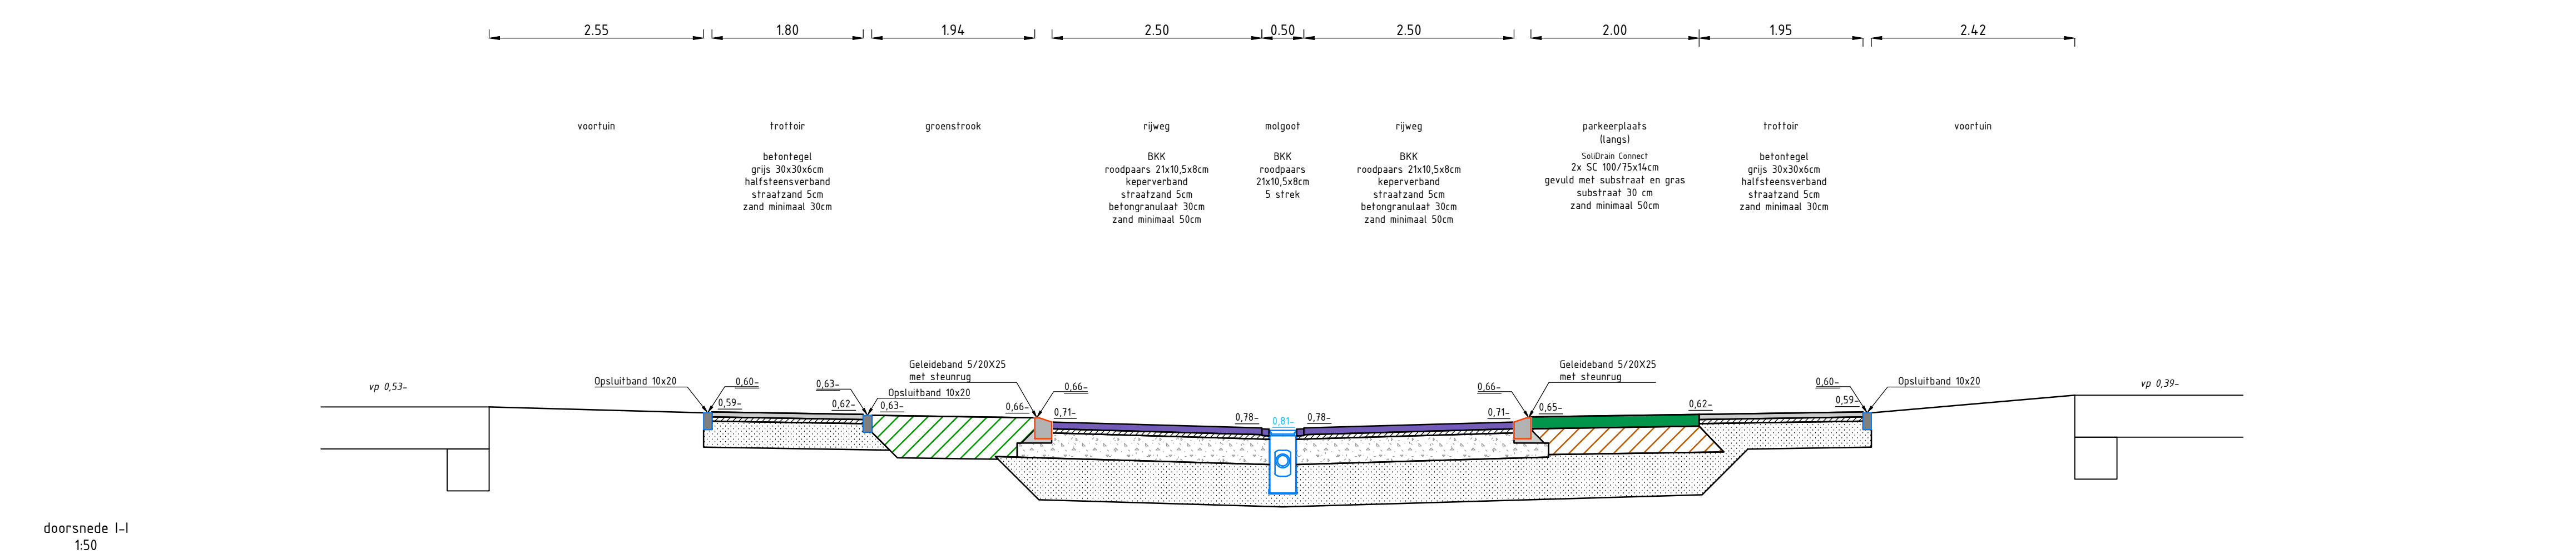 2.55 1.80 1.94 2.50 0.50 2.50 2.00 1.95 2.42
voortuin
trottoir
betontegel
grijs 30x30x6cm
halfsteensverband
straatzand 5cm
zand minimaal 30cm
groenstrook
rijweg
BKK
roodpaars 21x10,5x8cm
keperverband
straatzand 5cm
betongranulaat 30cm
zand minimaal 50cm
molgoot
BKK
roodpaars
21x10,5x8cm
5 strek
rijweg
BKK
roodpaars 21x10,5x8cm
keperverband
straatzand 5cm
betongranulaat 30cm
zand minimaal 50cm
parkeerplaats
(langs)
SoliDrain Connect
2x SC 100/75x14cm
gevuld met substraat en gras
substraat 30 cm
zand minimaal 50cm
trottoir
betontegel
grijs 30x30x6cm
halfsteensverband
straatzand 5cm
zand minimaal 30cm
voortuin
vp 0,53-
Opsluitband 10x20
0,60-
0,59-
0,63-
0,62-
Geleideband 5/20X25
met steunrug
Opsluitband 10x20
0,63-
0,66-
0,66-
0,71-
0,78-
0,81-
0,78-
0,66-
0,71-
Geleideband 5/20X25
met steunrug
0,65-
0,62-
0,60-
0,59-
Opsluitband 10x20
vp 0,39-
doorsnede I-I
1:50